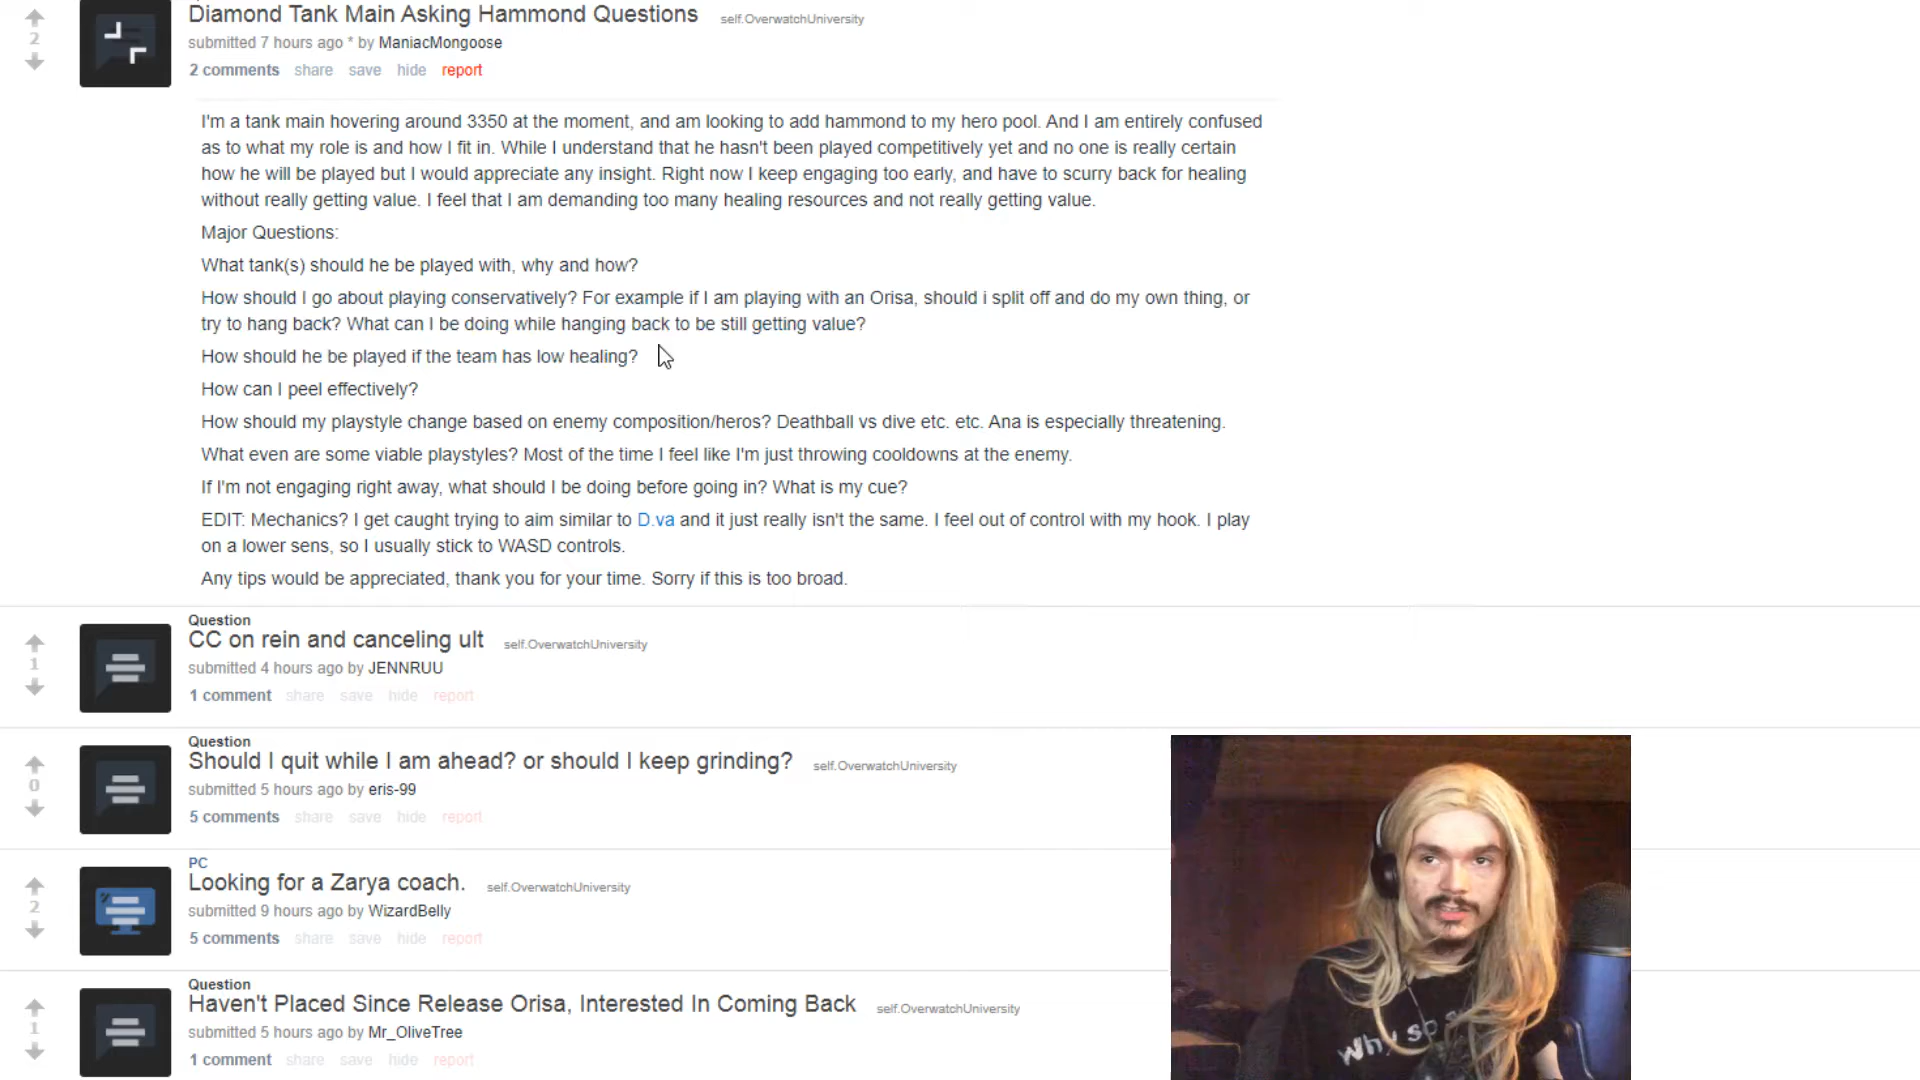 Diamond Tank Main Asking Hammond Questions self.OverwatchUniversity
2
submitted 7 hours ago * by ManiacMongoose
2 comments share save hide report
I'm a tank main hovering around 3350 at the moment, and am looking to add hammond to my hero pool. And I am entirely confused
as to what my role is and how I fit in. While I understand that he hasn't been played competitively yet and no one is really certain
how he will be played but I would appreciate any insight. Right now I keep engaging too early, and have to scurry back for healing
without really getting value. I feel that I am demanding too many healing resources and not really getting value.
Major Questions:
What tank(s) should he be played with, why and how?
How should I go about playing conservatively? For example if I am playing with an Orisa, should i split off and do my own thing, or
try to hang back? What can I be doing while hanging back to be still getting value?
How should he be played if the team has low healing?
How can I peel effectively?
How should my playstyle change based on enemy composition/heros? Deathball vs dive etc. etc. Ana is especially threatening.
What even are some viable playstyles? Most of the time I feel like I'm just throwing cooldowns at the enemy.
If I'm not engaging right away, what should I be doing before going in? What is my cue?
EDIT: Mechanics? I get caught trying to aim similar to D.va and it just really isn't the same. I feel out of control with my hook. I play
on a lower sens, so I usually stick to WASD controls.
Any tips would be appreciated, thank you for your time. Sorry if this is too broad.
Question
CC on rein and canceling ult self.OverwatchUniversity
1
submitted 4 hours ago by JENNRUU
1 comment share save hide report
Question
Should I quit while I am ahead? or should I keep grinding? self.OverwatchUniversity
0
submitted 5 hours ago by eris-99
5 comments share save hide report
PC
Looking for a Zarya coach. self.OverwatchUniversity
2
submitted 9 hours ago by WizardBelly
5 comments share save hide report
Question
Haven't Placed Since Release Orisa, Interested In Coming Back self.OverwatchUniversity
1
submitted 5 hours ago by Mr_OliveTree
1 comment share save hide report
Why so